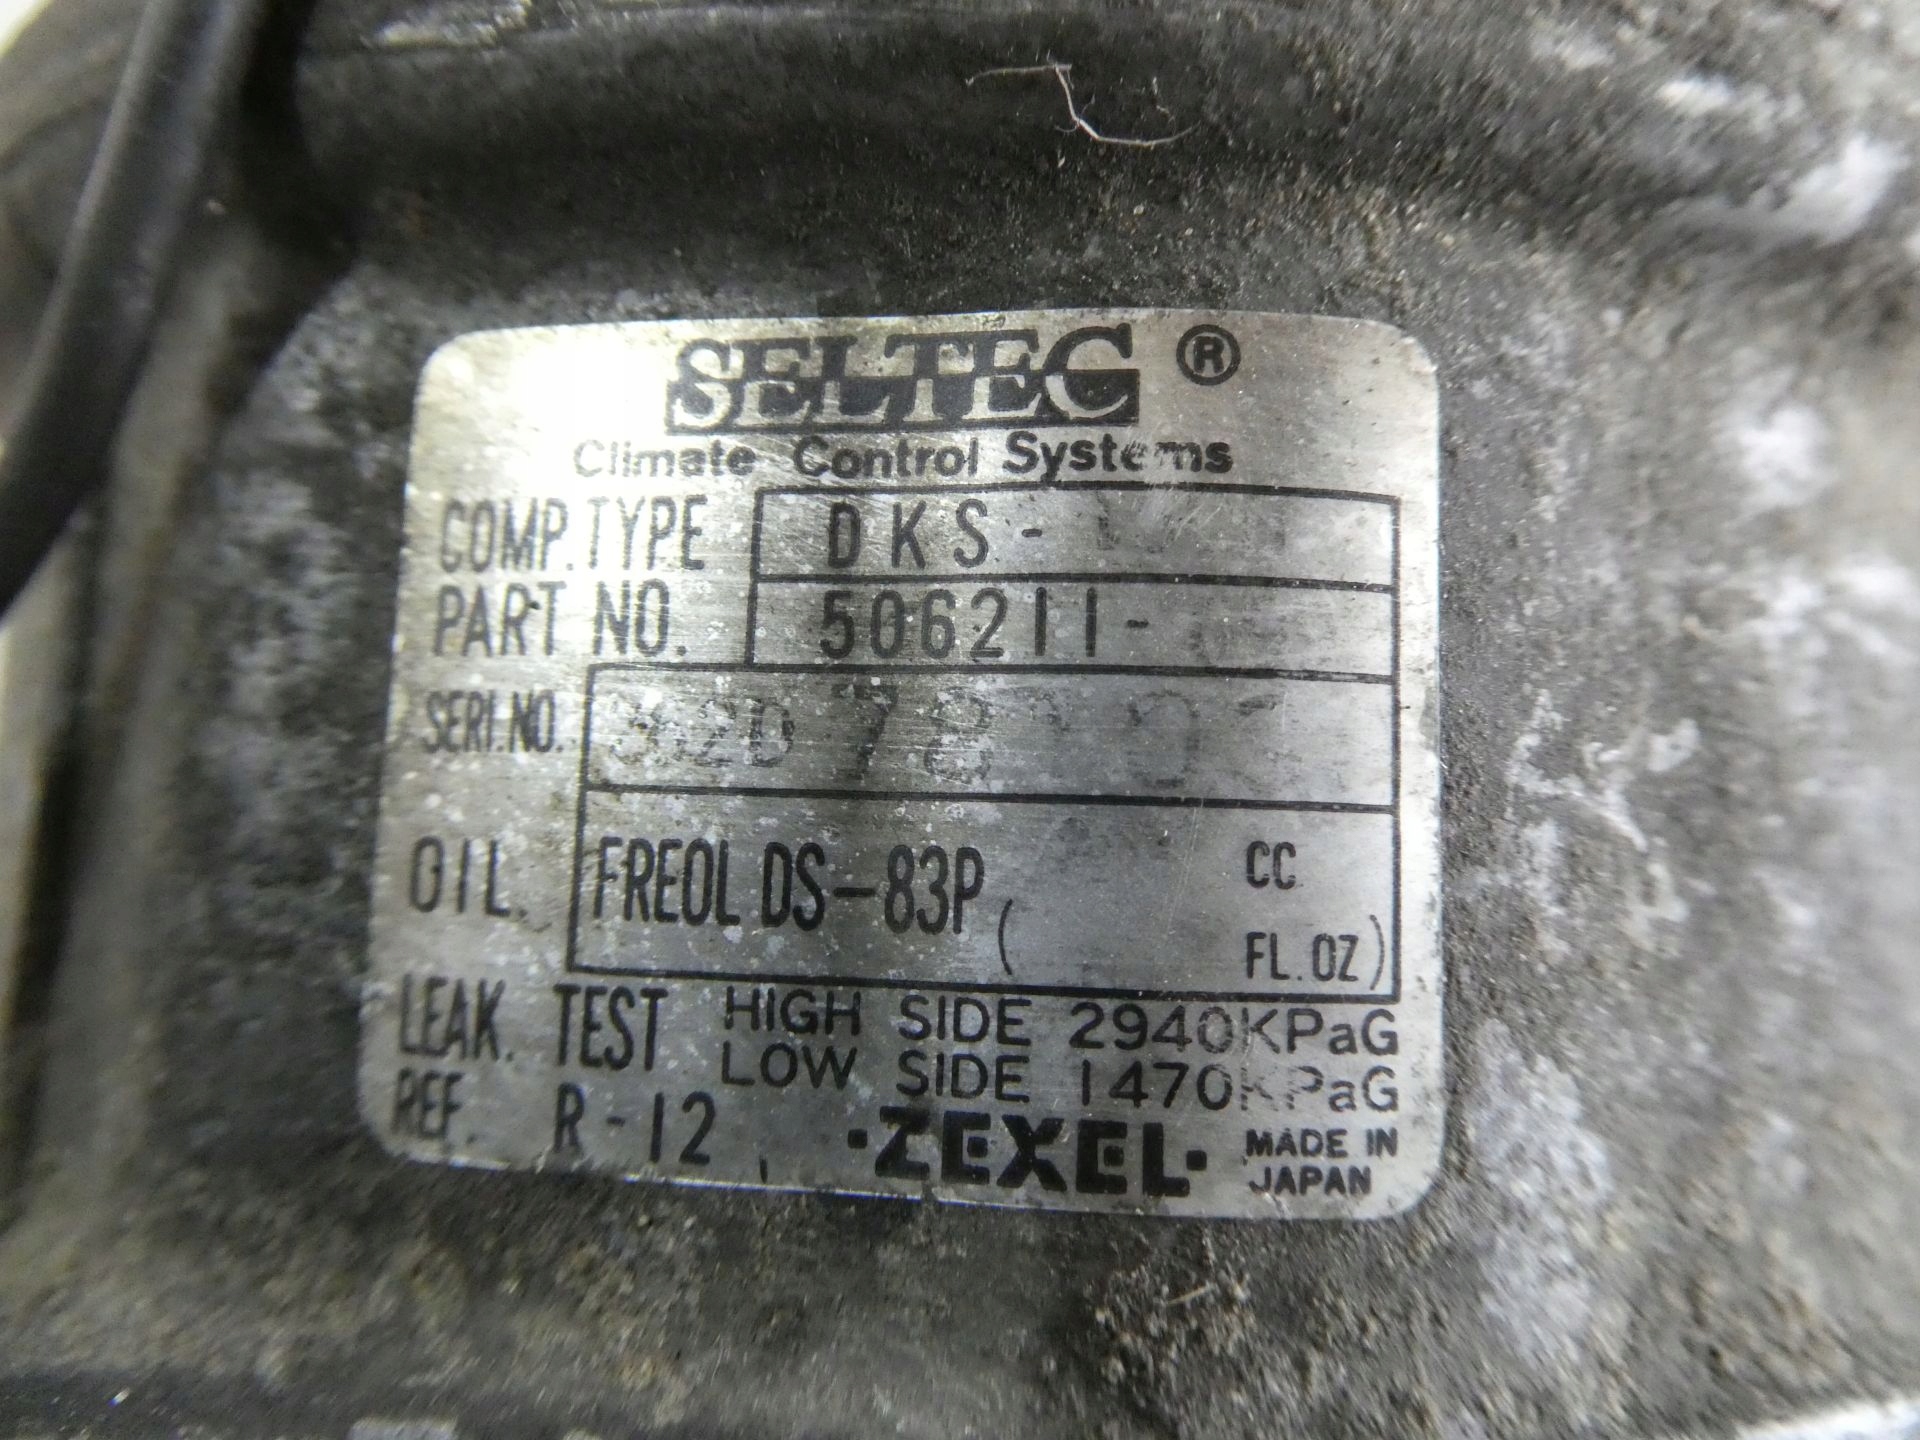 SELTEC ®
Climate Control Systems
COMP. TYPE DKS-
PART NO. 506211-
SERI. NO.
OIL. FREOL DS-83P ( CC
FL. OZ)
LEAK. TEST HIGH SIDE 2940KPaG
LOW SIDE 1470KPaG
REF. R-12 ·ZEXEL· MADE IN
JAPAN